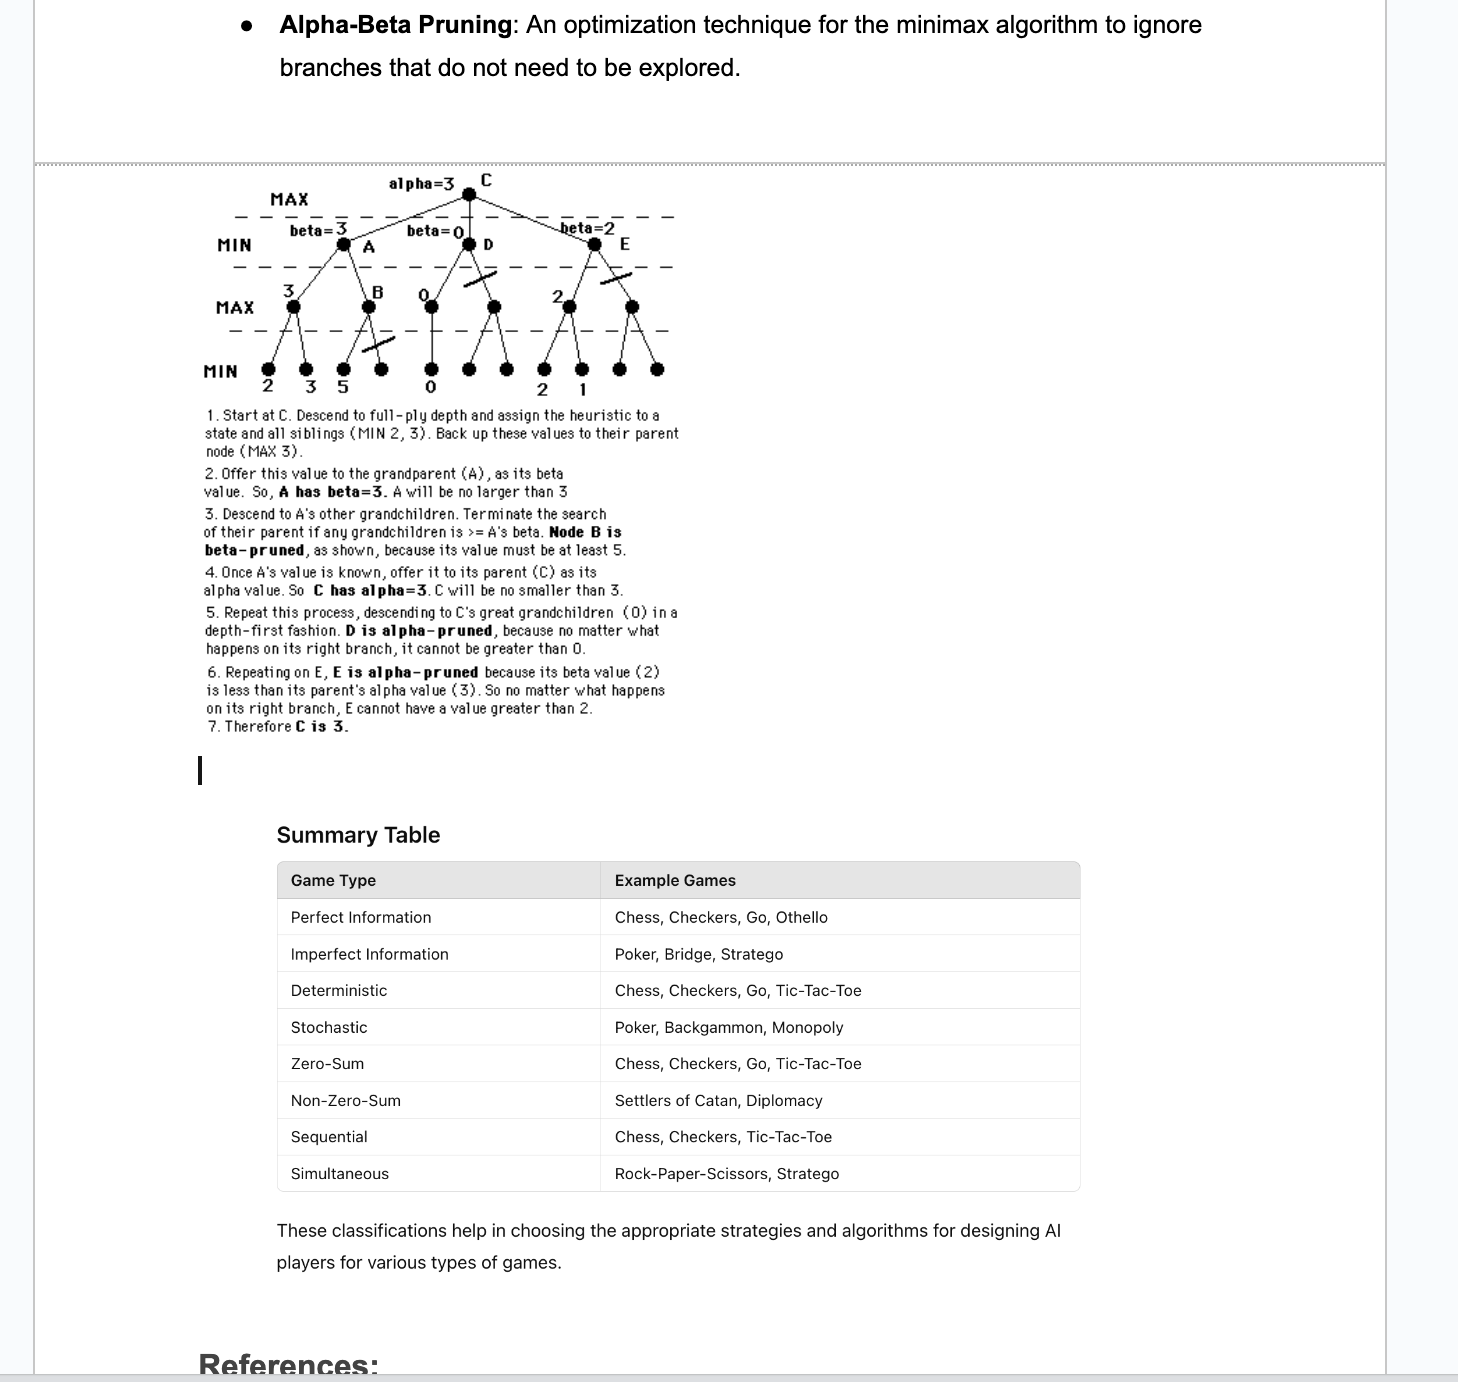 ● Alpha-Beta Pruning: An optimization technique for the minimax algorithm to ignore
branches that do not need to be explored.
alpha=3 C
MAX
beta=3 beta=0 beta=2
MIN A D E
3 B 0 2
MAX
MIN
2 3 5 0 2 1
1. Start at C. Descend to full-ply depth and assign the heuristic to a
state and all siblings (MIN 2, 3). Back up these values to their parent
node (MAX 3).
2. Offer this value to the grandparent (A), as its beta
value. So, A has beta=3. A will be no larger than 3
3. Descend to A's other grandchildren. Terminate the search
of their parent if any grandchildren is >= A's beta. Node B is
beta-pruned, as shown, because its value must be at least 5.
4. Once A's value is known, offer it to its parent (C) as its
alpha value. So C has alpha=3. C will be no smaller than 3.
5. Repeat this process, descending to C's great grandchildren (0) in a
depth-first fashion. D is alpha-pruned, because no matter what
happens on its right branch, it cannot be greater than 0.
6. Repeating on E, E is alpha-pruned because its beta value (2)
is less than its parent's alpha value (3). So no matter what happens
on its right branch, E cannot have a value greater than 2.
7. Therefore C is 3.
Summary Table
Game Type Example Games
Perfect Information Chess, Checkers, Go, Othello
Imperfect Information Poker, Bridge, Stratego
Deterministic Chess, Checkers, Go, Tic-Tac-Toe
Stochastic Poker, Backgammon, Monopoly
Zero-Sum Chess, Checkers, Go, Tic-Tac-Toe
Non-Zero-Sum Settlers of Catan, Diplomacy
Sequential Chess, Checkers, Tic-Tac-Toe
Simultaneous Rock-Paper-Scissors, Stratego
These classifications help in choosing the appropriate strategies and algorithms for designing AI
players for various types of games.
References: